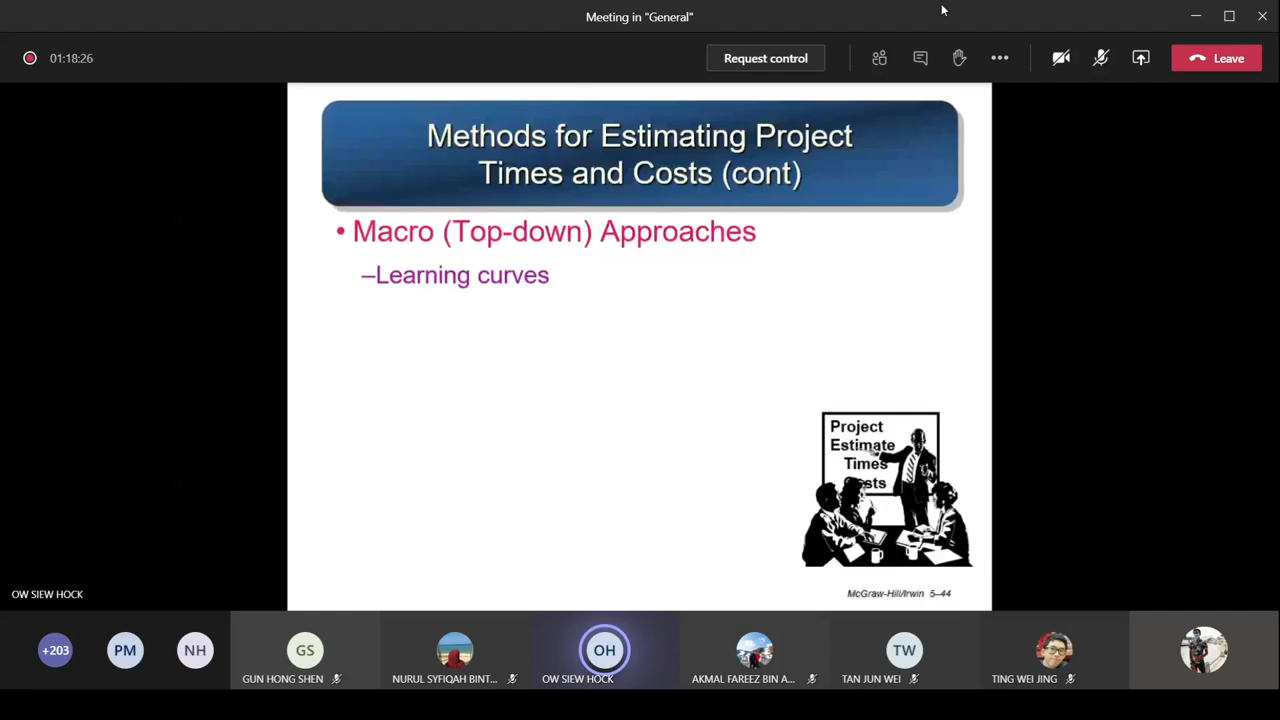 Meeting in "General"
01:18:26
Request control
Leave
Methods for Estimating Project
Times and Costs (cont)
• Macro (Top-down) Approaches
–Learning curves
Project
Estimate
Times
Costs
McGraw-Hill/Irwin 5–44
OW SIEW HOCK
+203
PM
NH
GS
GUN HONG SHEN
NURUL SYFIQAH BINT...
OH
OW SIEW HOCK
AKMAL FAREEZ BIN A...
TW
TAN JUN WEI
TING WEI JING